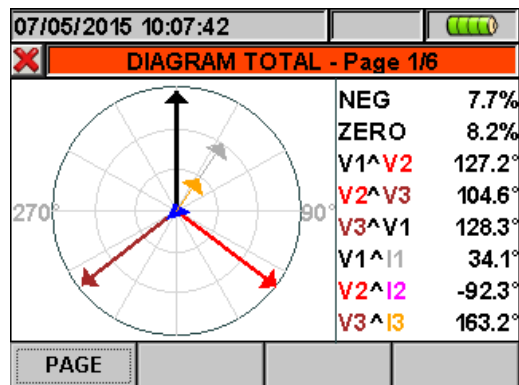 07/05/2015 10:07:42
DIAGRAM TOTAL - Page 1/6
NEG 7.7%
ZERO 8.2%
V1^V2 127.2°
V2^V3 104.6°
V3^V1 128.3°
V1^I1 34.1°
V2^I2 -92.3°
V3^I3 163.2°
270°
90°
PAGE